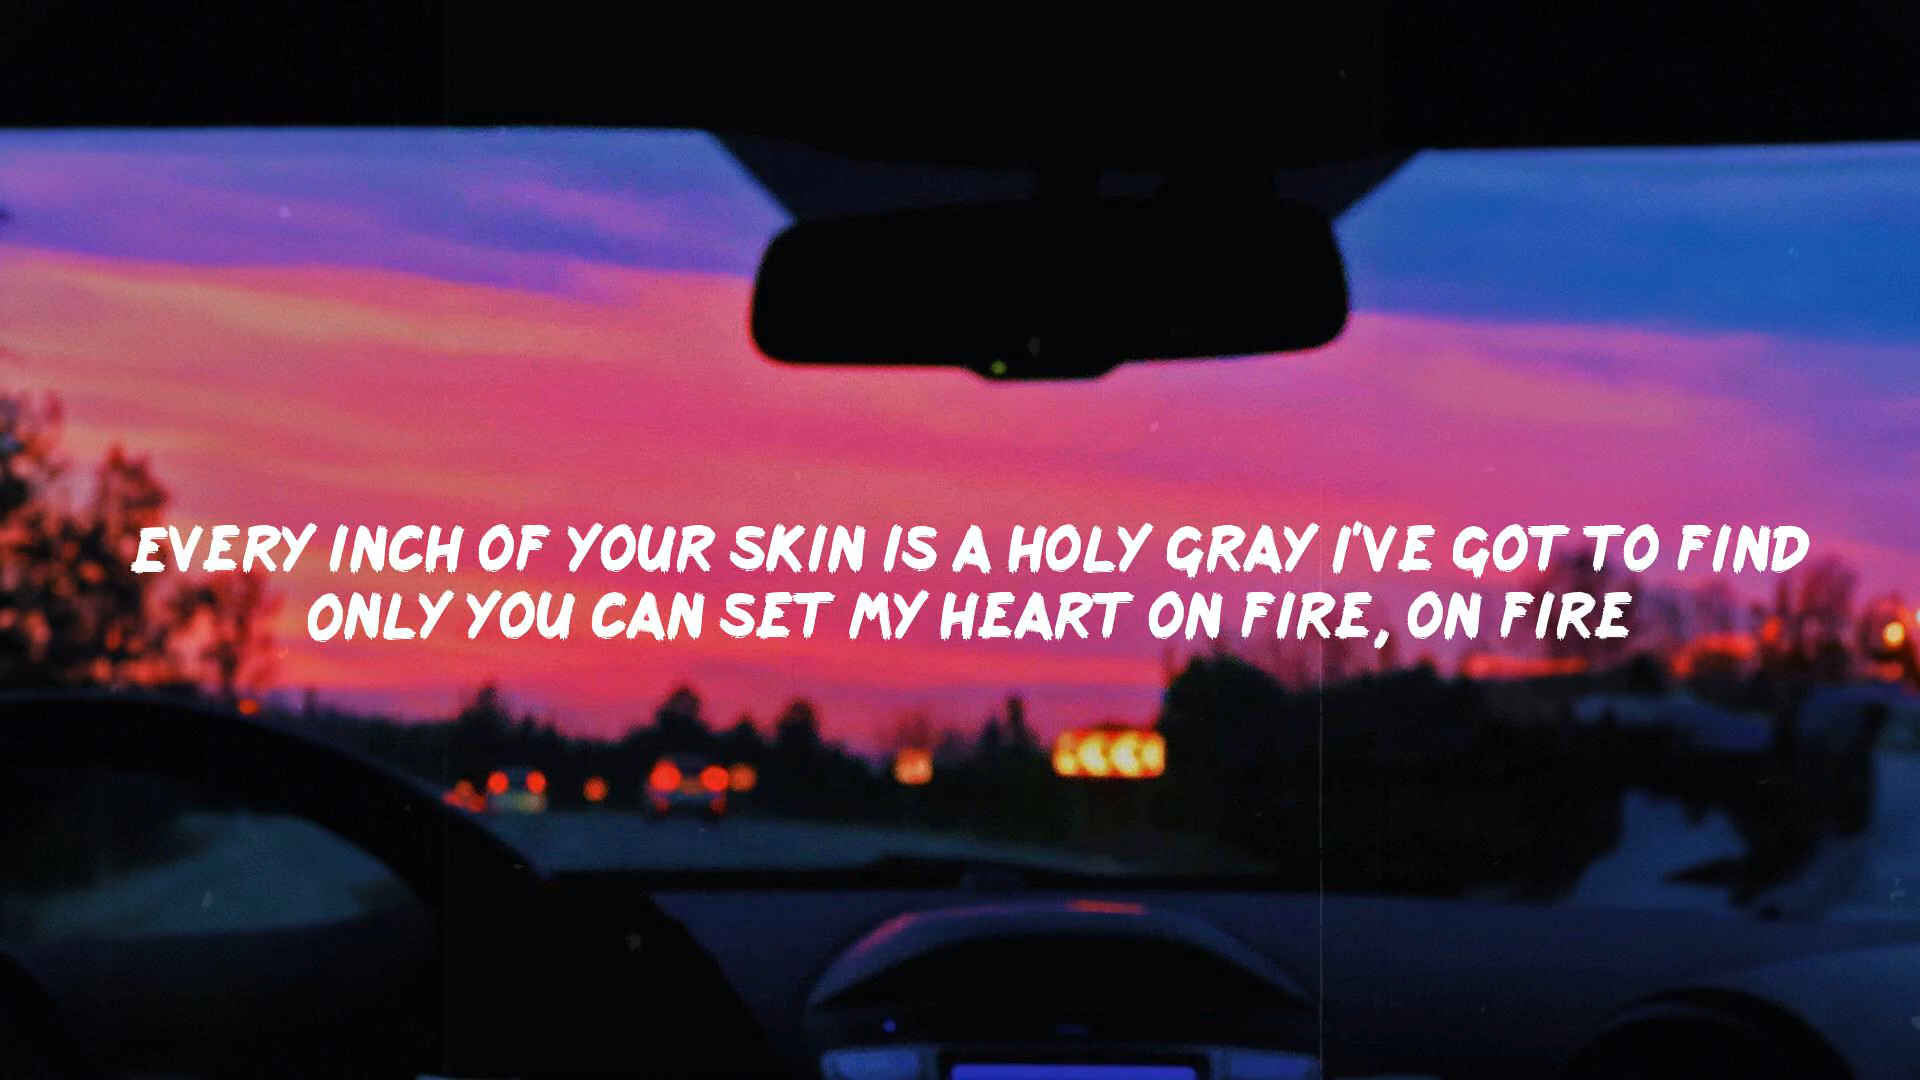 EVERY INCH OF YOUR SKIN IS A HOLY GRAY I'VE GOT TO FIND
ONLY YOU CAN SET MY HEART ON FIRE, ON FIRE